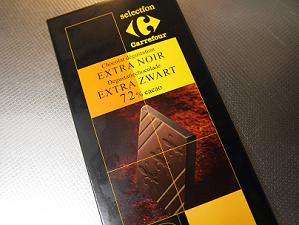 selection
Carrefour
Chocolat dégustation
EXTRA NOIR
Degustatiechocolade
EXTRA ZWART
72% cacao